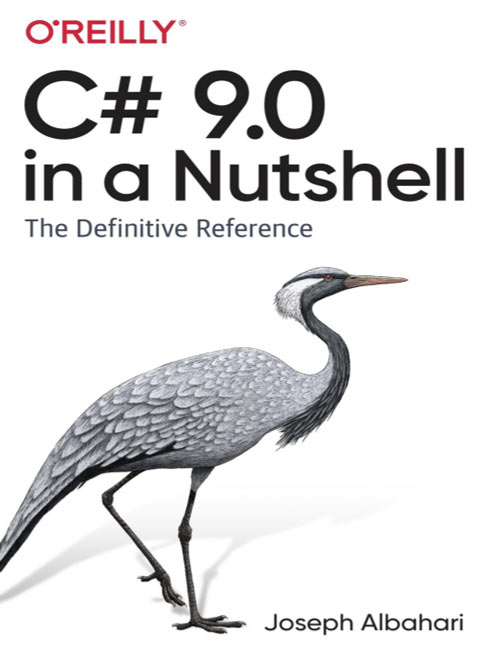 O'REILLY®
C# 9.0
in a Nutshell
The Definitive Reference
Joseph Albahari